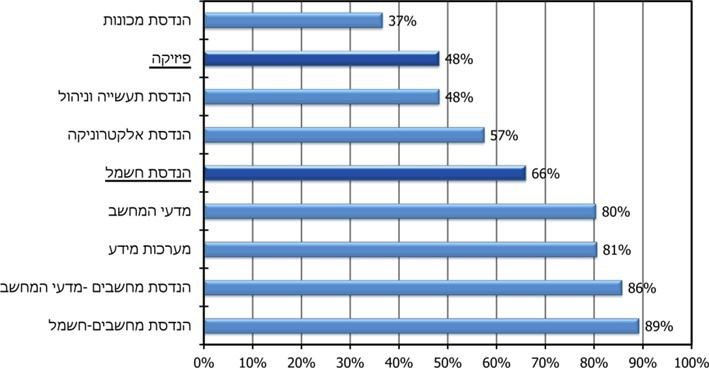 הנדסת מכונות 37%
פיזיקה 48%
הנדסת תעשייה וניהול 48%
הנדסת אלקטרוניקה 57%
הנדסת חשמל 66%
מדעי המחשב 80%
מערכות מידע 81%
הנדסת מחשבים -מדעי המחשב 86%
הנדסת מחשבים-חשמל 89%
0% 10% 20% 30% 40% 50% 60% 70% 80% 90% 100%